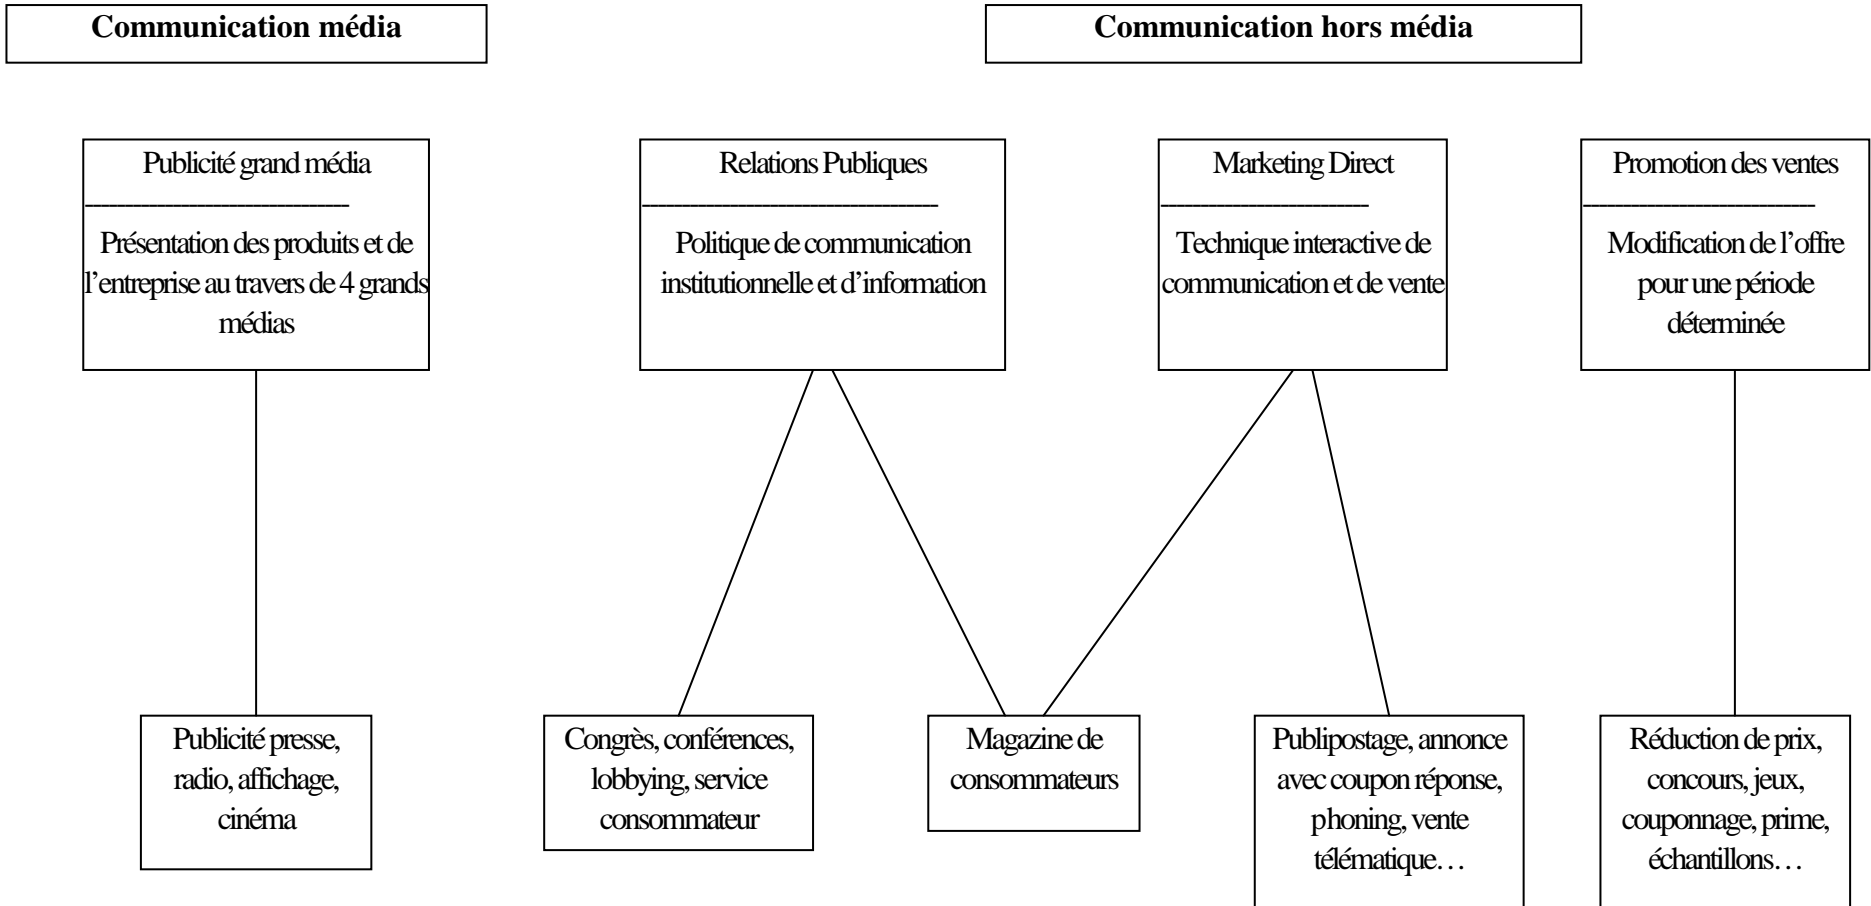 Communication média
Communication hors média
Publicité grand média
--------------------------------
Présentation des produits et de
l’entreprise au travers de 4 grands
médias
Relations Publiques
------------------------------------
Politique de communication
institutionnelle et d’information
Marketing Direct
-------------------------
Technique interactive de
communication et de vente
Promotion des ventes
----------------------------
Modification de l’offre
pour une période
déterminée
Publicité presse,
radio, affichage,
cinéma
Congrès, conférences,
lobbying, service
consommateur
Magazine de
consommateurs
Publipostage, annonce
avec coupon réponse,
phoning, vente
télématique…
Réduction de prix,
concours, jeux,
couponnage, prime,
échantillons…